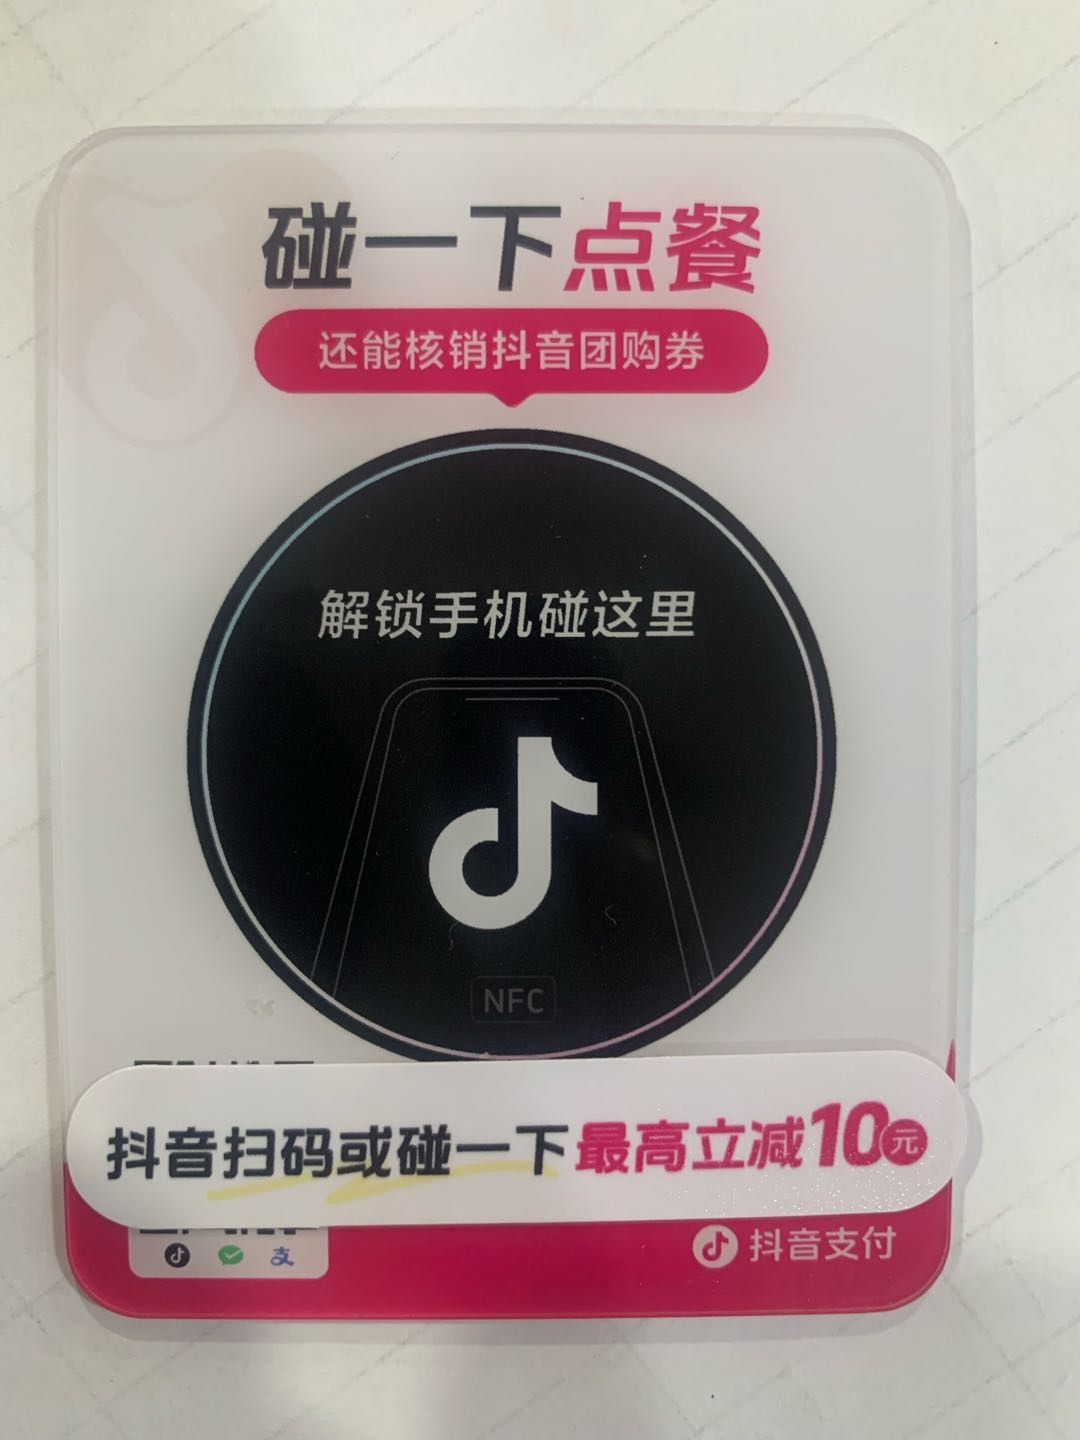 碰一下点餐
还能核销抖音团购券
解锁手机碰这里
NFC
抖音扫码或碰一下最高立减10元
支
抖音支付